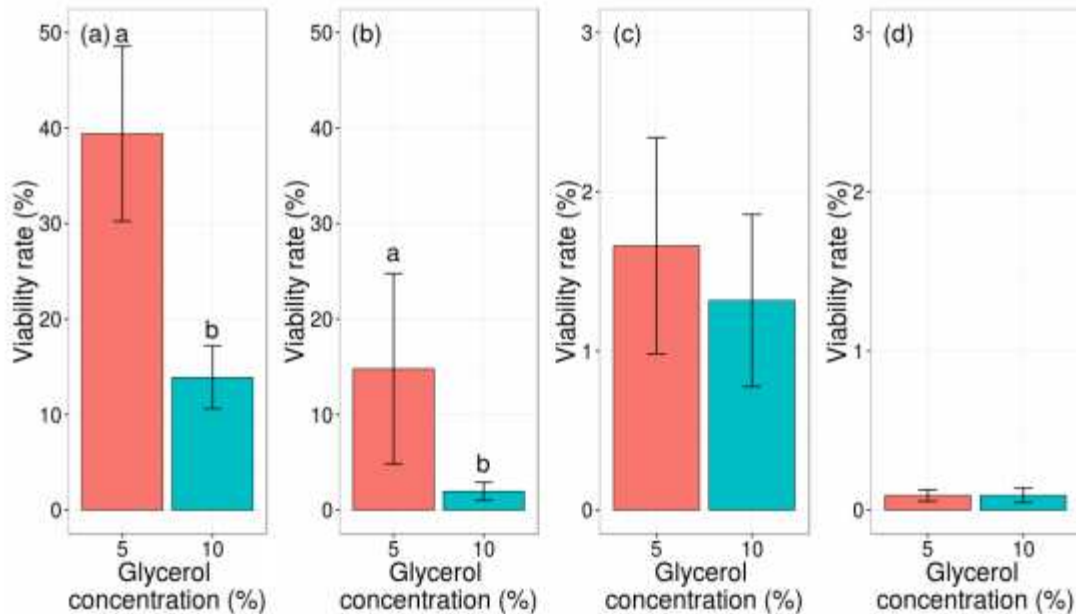 (a) a
b
50
40
30
20
10
0
Viability rate (%)
5 10
Glycerol
concentration (%)
(b)
a
b
50
40
30
20
10
0
Viability rate (%)
5 10
Glycerol
concentration (%)
(c)
3
2
1
0
Viability rate (%)
5 10
Glycerol
concentration (%)
(d)
3
2
1
0
Viability rate (%)
5 10
Glycerol
concentration (%)